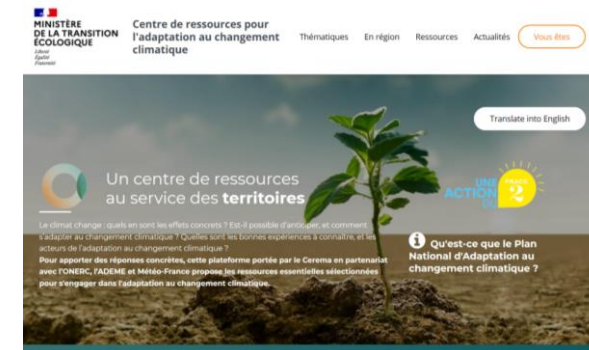 MINISTÈRE
DE LA TRANSITION
ÉCOLOGIQUE
Liberté
Égalité
Fraternité
Centre de ressources pour
l'adaptation au changement
climatique
Thématiques En région Ressources Actualités Vous êtes
Translate into English
Un centre de ressources
au service des territoires
Le climat change : quels en sont les effets concrets ? Est-il possible d'anticiper, et comment
s'adapter au changement climatique ? Quelles sont les bonnes expériences à connaître, et les
acteurs de l'adaptation au changement climatique ?
Pour apporter des réponses concrètes, cette plateforme portée par le Cerema en partenariat
avec l'ONERC, l'ADEME et Météo-France propose les ressources essentielles sélectionnées
pour s'engager dans l'adaptation au changement climatique.
UNE
ACTION
DU
PNACC
2
Qu'est-ce que le Plan
National d'Adaptation au
changement climatique ?